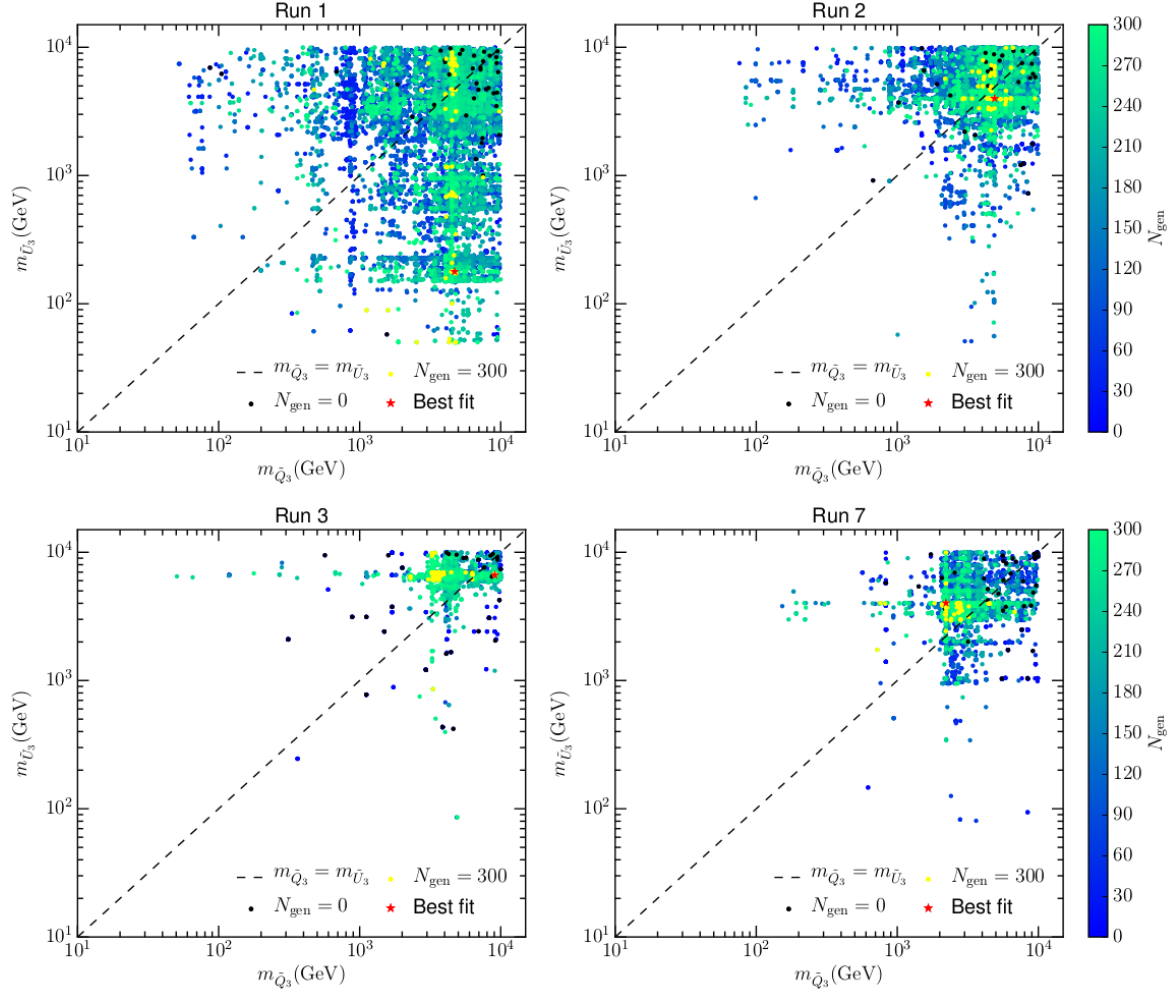 Run 1
Run 2
10^4
10^3
10^2
10^1
m_{\tilde{U}_3}(GeV)
m_{\tilde{Q}_3} = m_{\tilde{U}_3}
N_gen = 300
N_gen = 0
Best fit
10^1
10^2
10^3
10^4
m_{\tilde{Q}_3}(GeV)
10^4
10^3
10^2
10^1
m_{\tilde{U}_3}(GeV)
m_{\tilde{Q}_3} = m_{\tilde{U}_3}
N_gen = 300
N_gen = 0
Best fit
10^1
10^2
10^3
10^4
m_{\tilde{Q}_3}(GeV)
300
270
240
210
180
150
120
90
60
30
0
N_gen
Run 3
Run 7
10^4
10^3
10^2
10^1
m_{\tilde{U}_3}(GeV)
m_{\tilde{Q}_3} = m_{\tilde{U}_3}
N_gen = 300
N_gen = 0
Best fit
10^1
10^2
10^3
10^4
m_{\tilde{Q}_3}(GeV)
10^4
10^3
10^2
10^1
m_{\tilde{U}_3}(GeV)
m_{\tilde{Q}_3} = m_{\tilde{U}_3}
N_gen = 300
N_gen = 0
Best fit
10^1
10^2
10^3
10^4
m_{\tilde{Q}_3}(GeV)
300
270
240
210
180
150
120
90
60
30
0
N_gen